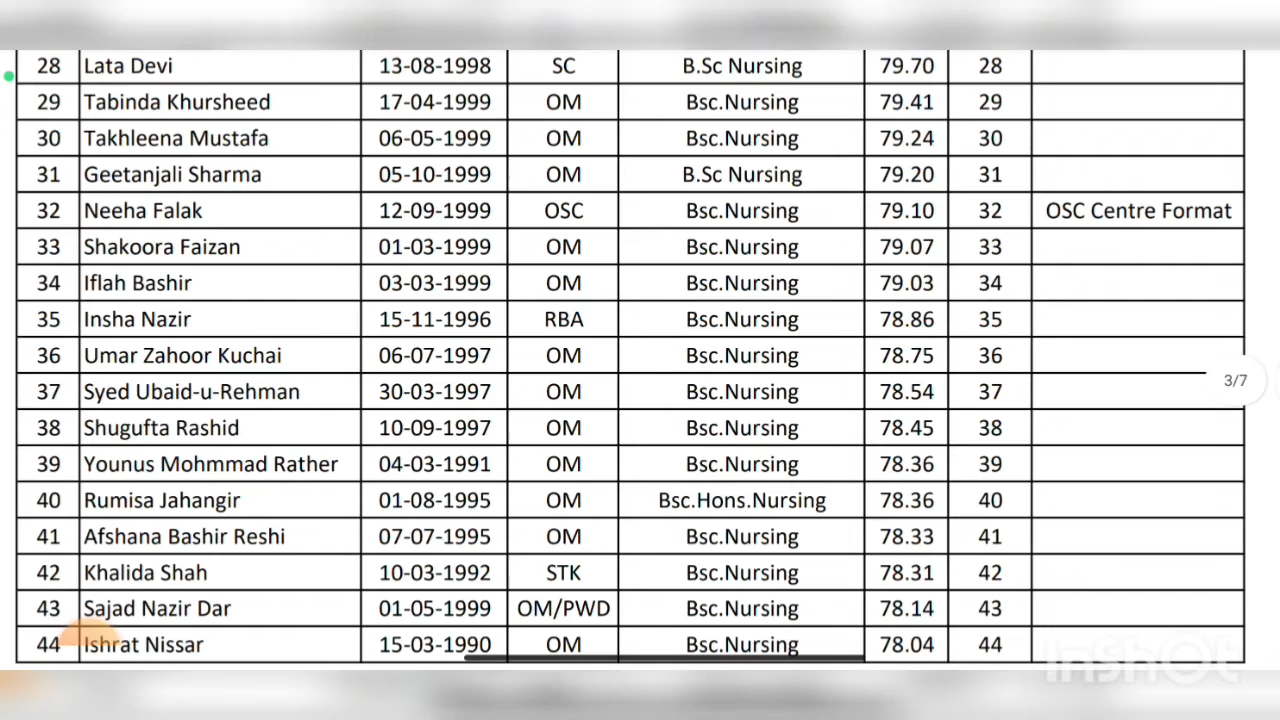 28 Lata Devi 13-08-1998 SC B.Sc Nursing 79.70 28
29 Tabinda Khursheed 17-04-1999 OM Bsc.Nursing 79.41 29
30 Takhleena Mustafa 06-05-1999 OM Bsc.Nursing 79.24 30
31 Geetanjali Sharma 05-10-1999 OM B.Sc Nursing 79.20 31
32 Neeha Falak 12-09-1999 OSC Bsc.Nursing 79.10 32 OSC Centre Format
33 Shakoora Faizan 01-03-1999 OM Bsc.Nursing 79.07 33
34 Iflah Bashir 03-03-1999 OM Bsc.Nursing 79.03 34
35 Insha Nazir 15-11-1996 RBA Bsc.Nursing 78.86 35
36 Umar Zahoor Kuchai 06-07-1997 OM Bsc.Nursing 78.75 36
3/7
37 Syed Ubaid-u-Rehman 30-03-1997 OM Bsc.Nursing 78.54 37
38 Shugufta Rashid 10-09-1997 OM Bsc.Nursing 78.45 38
39 Younus Mohmmad Rather 04-03-1991 OM Bsc.Nursing 78.36 39
40 Rumisa Jahangir 01-08-1995 OM Bsc.Hons.Nursing 78.36 40
41 Afshana Bashir Reshi 07-07-1995 OM Bsc.Nursing 78.33 41
42 Khalida Shah 10-03-1992 STK Bsc.Nursing 78.31 42
43 Sajad Nazir Dar 01-05-1999 OM/PWD Bsc.Nursing 78.14 43
44 Ishrat Nissar 15-03-1990 OM Bsc.Nursing 78.04 44
InShOt